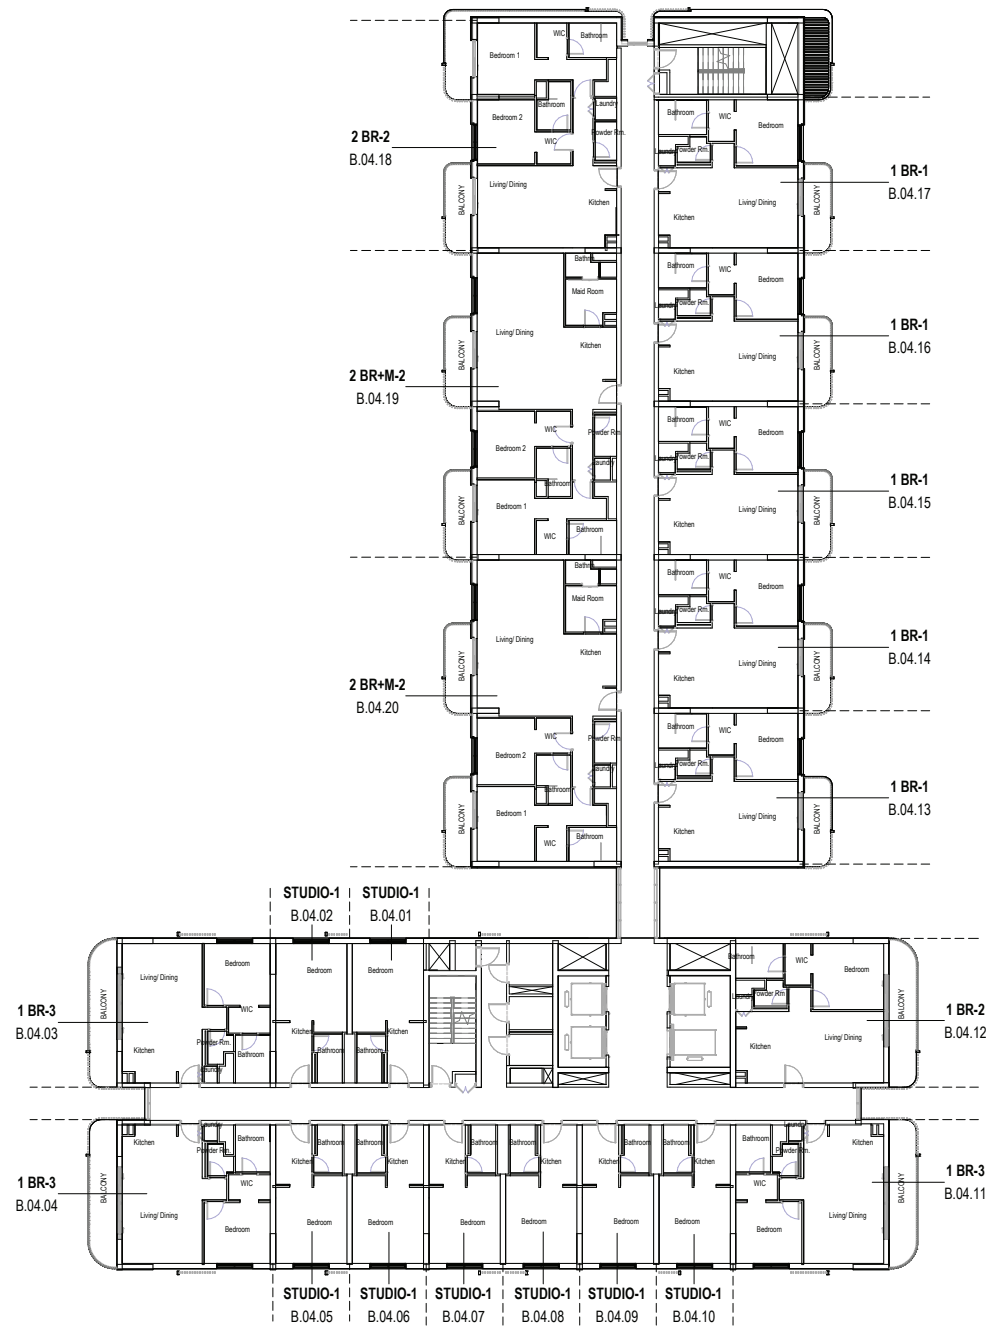 WIC
Bathroom
Bedroom 1
Bathroom
Laundry
Bedroom 2
Powder Rm.
WIC
2 BR-2
B.04.18
Living/ Dining
Kitchen
BALCONY
Bathroom
WIC
Bedroom
Laundry
Powder Rm.
1 BR-1
B.04.17
Living/ Dining
Kitchen
BALCONY
Maid Room
Living/ Dining
Kitchen
BALCONY
2 BR+M-2
B.04.19
WIC
Powder Rm
Bedroom 2
Laundry
Bathroom
Bedroom 1
WIC
Bathroom
BALCONY
Bathroom
WIC
Bedroom
Laundry
Powder Rm.
1 BR-1
B.04.16
Living/ Dining
Kitchen
BALCONY
Bathroom
WIC
Bedroom
Laundry
Powder Rm.
1 BR-1
B.04.15
Living/ Dining
Kitchen
BALCONY
Maid Room
Living/ Dining
Kitchen
BALCONY
2 BR+M-2
B.04.20
WIC
Powder Rm
Bedroom 2
Laundry
Bathroom
Bedroom 1
WIC
Bathroom
BALCONY
Bathroom
WIC
Bedroom
Laundry
Powder Rm.
1 BR-1
B.04.14
Living/ Dining
Kitchen
BALCONY
Bathroom
WIC
Bedroom
Laundry
Powder Rm.
1 BR-1
B.04.13
Living/ Dining
Kitchen
BALCONY
STUDIO-1
B.04.02
STUDIO-1
B.04.01
Living/ Dining
Bedroom
WIC
BALCONY
1 BR-3
B.04.03
Kitchen
Powder Rm.
Bathroom
Laundry
Bedroom
Kitchen
Bathroom
Bedroom
Kitchen
Bathroom
Bathroom
WIC
Bedroom
Laundry
Powder Rm.
BALCONY
1 BR-2
B.04.12
Living/ Dining
Kitchen
Kitchen
Laundry
Powder Rm.
Bathroom
WIC
BALCONY
1 BR-3
B.04.04
Living/ Dining
Bedroom
Kitchen
Bathroom
Bedroom
Bathroom
Kitchen
Bedroom
Kitchen
Bathroom
Bedroom
Bathroom
Kitchen
Bedroom
Kitchen
Bathroom
Bedroom
Bathroom
Kitchen
Bedroom
Bathroom
Laundry
Powder Rm.
Kitchen
WIC
BALCONY
1 BR-3
B.04.11
Bedroom
Living/ Dining
STUDIO-1
B.04.05
STUDIO-1
B.04.06
STUDIO-1
B.04.07
STUDIO-1
B.04.08
STUDIO-1
B.04.09
STUDIO-1
B.04.10